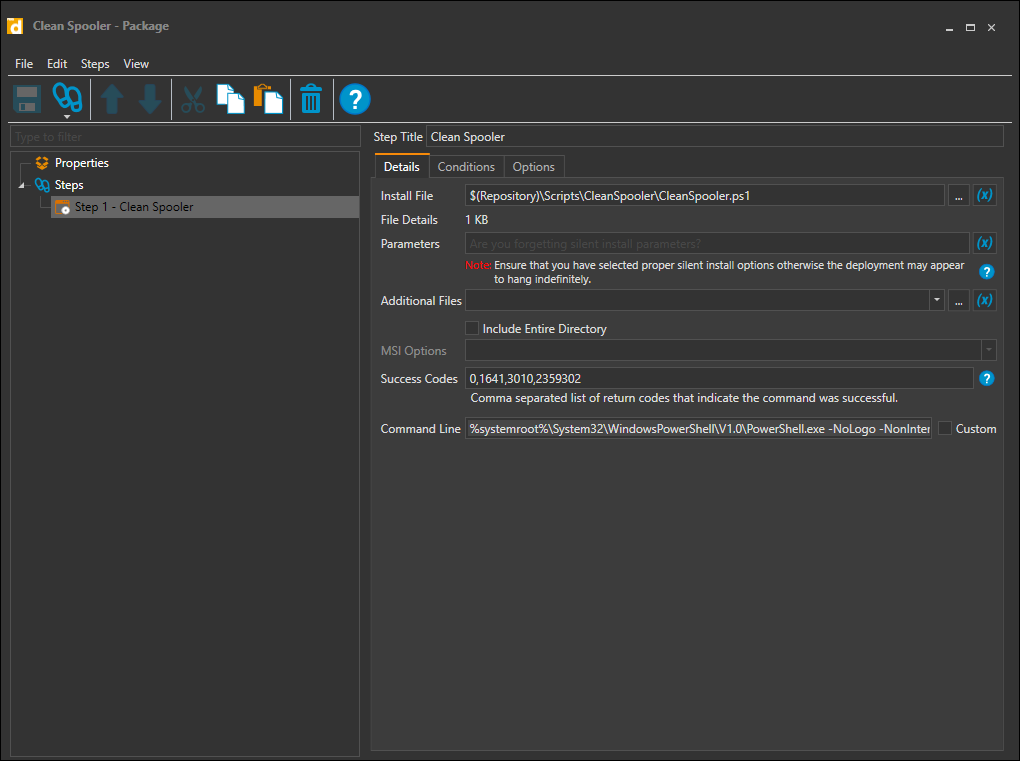 Clean Spooler - Package
File Edit Steps View
Type to filter
Properties
Steps
Step 1 - Clean Spooler
Step Title Clean Spooler
Details Conditions Options
Install File $(Repository)\Scripts\CleanSpooler\CleanSpooler.ps1 ... (x)
File Details 1 KB
Parameters Are you forgetting silent install parameters? (x)
Note: Ensure that you have selected proper silent install options otherwise the deployment may appear
to hang indefinitely. ?
Additional Files ... (x)
Include Entire Directory
MSI Options
Success Codes 0,1641,3010,2359302 ?
Comma separated list of return codes that indicate the command was successful.
Command Line %systemroot%\System32\WindowsPowerShell\V1.0\PowerShell.exe -NoLogo -NonInter Custom